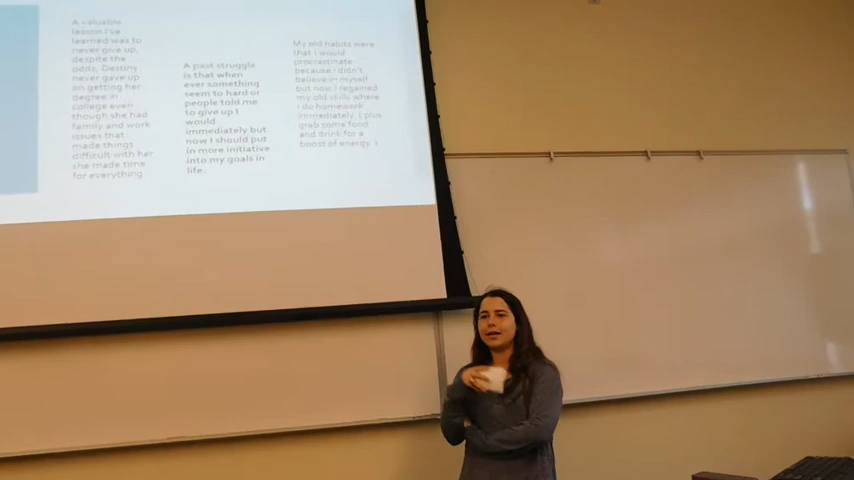 A valuable
lesson I've
learned was to
never give up,
despite the
odds, Destiny
never gave up
on getting her
degree in
college even
though she had
family and work
issues that
made things
difficult with her
she made time
for everything
A past struggle
is that when
ever something
seem to hard or
people told me
to give up I
would
immediately but
now I should put
in more initiative
into my goals in
life.
My old habits were
that I would
procrastinate
because i didn't
believe in myself
but now I regained
my old skills where
I do homework
immediately. I plus
grab some food
and drink for a
boost of energy :)